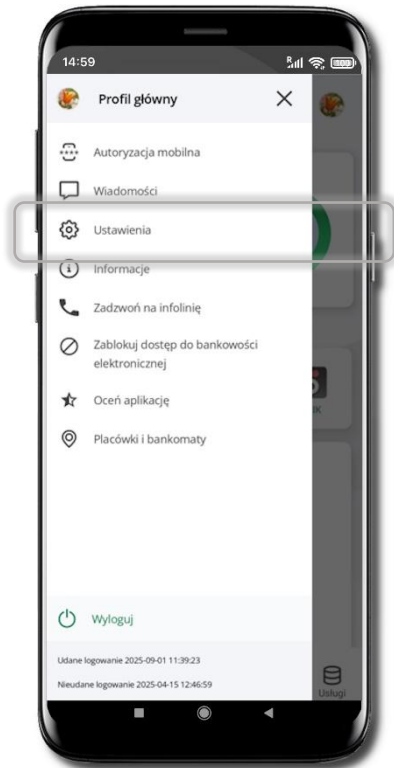 14:59
Profil główny
Autoryzacja mobilna
Wiadomości
Ustawienia
Informacje
Zadzwoń na infolinię
Zablokuj dostęp do bankowości
elektronicznej
Oceń aplikację
Placówki i bankomaty
Wyloguj
Udane logowanie 2025-09-01 11:39:23
Nieudane logowanie 2025-04-15 12:46:59
Usługi